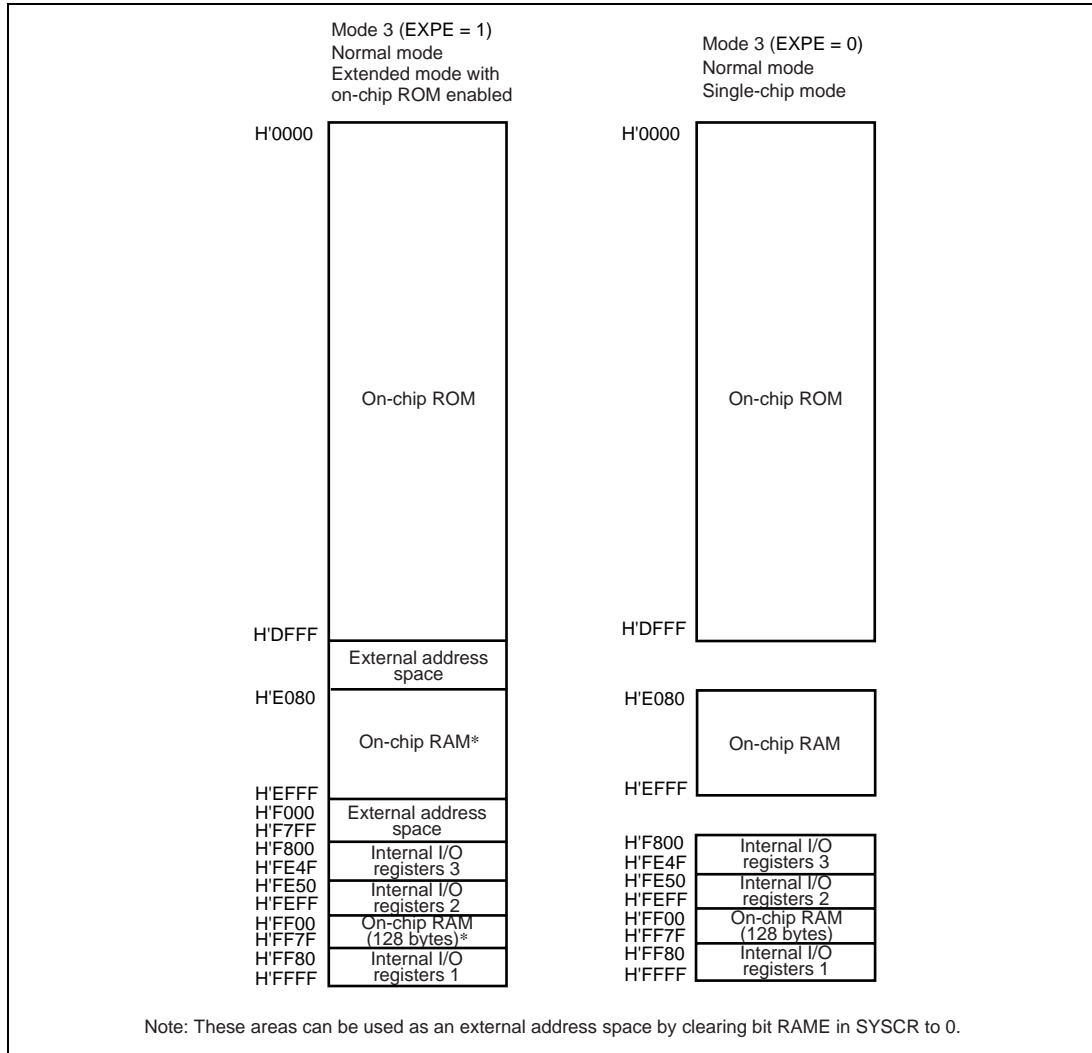 Mode 3 (EXPE = 1)
Normal mode
Extended mode with
on-chip ROM enabled
H'0000
On-chip ROM
H'DFFF
External address
space
H'E080
On-chip RAM*
H'EFFF
H'F000
External address
space
H'F7FF
H'F800
Internal I/O
registers 3
H'FE4F
H'FE50
Internal I/O
registers 2
H'FEFF
H'FF00
On-chip RAM
(128 bytes)*
H'FF7F
H'FF80
Internal I/O
registers 1
H'FFFF
Mode 3 (EXPE = 0)
Normal mode
Single-chip mode
H'0000
On-chip ROM
H'DFFF
H'E080
On-chip RAM
H'EFFF
H'F800
Internal I/O
registers 3
H'FE4F
H'FE50
Internal I/O
registers 2
H'FEFF
H'FF00
On-chip RAM
(128 bytes)
H'FF7F
H'FF80
Internal I/O
registers 1
H'FFFF
Note: These areas can be used as an external address space by clearing bit RAME in SYSCR to 0.